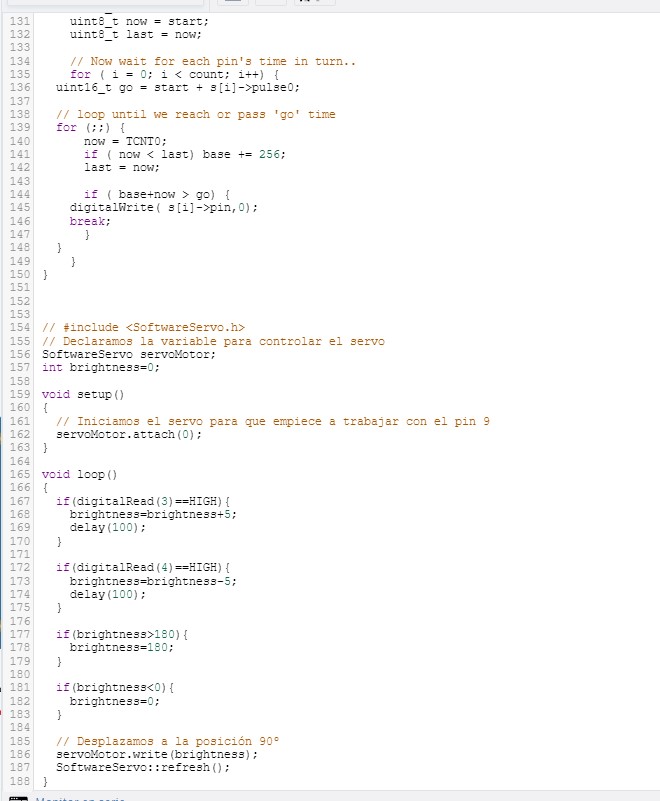 131 uint8_t now = start;
132 uint8_t last = now;
133
134 // Now wait for each pin's time in turn..
135 for ( i = 0; i < count; i++) {
136 uint16_t go = start + s[i]->pulse0;
137
138 // loop until we reach or pass 'go' time
139 for (;;) {
140 now = TCNT0;
141 if ( now < last) base += 256;
142 last = now;
143
144 if ( base+now > go) {
145 digitalWrite( s[i]->pin,0);
146 break;
147 }
148 }
149 }
150 }
151
152
153
154 // #include <SoftwareServo.h>
155 // Declaramos la variable para controlar el servo
156 SoftwareServo servoMotor;
157 int brightness=0;
158
159 void setup()
160 {
161 // Iniciamos el servo para que empiece a trabajar con el pin 9
162 servoMotor.attach(0);
163 }
164
165 void loop()
166 {
167 if(digitalRead(3)==HIGH){
168 brightness=brightness+5;
169 delay(100);
170 }
171
172 if(digitalRead(4)==HIGH){
173 brightness=brightness-5;
174 delay(100);
175 }
176
177 if(brightness>180){
178 brightness=180;
179 }
180
181 if(brightness<0){
182 brightness=0;
183 }
184
185 // Desplazamos a la posición 90º
186 servoMotor.write(brightness);
187 SoftwareServo::refresh();
188 }
Monitor en serie